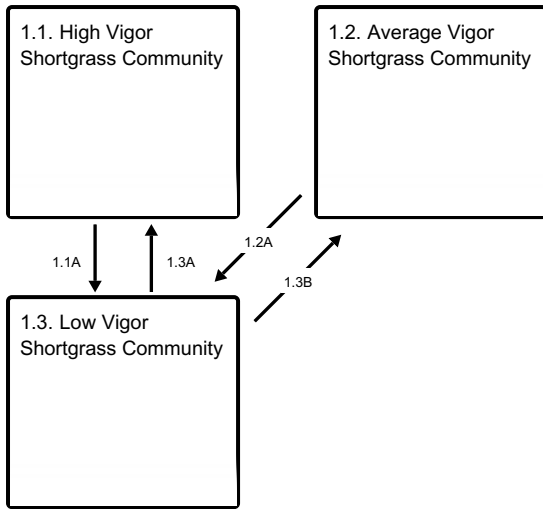 1.1. High Vigor
Shortgrass Community
1.2. Average Vigor
Shortgrass Community
1.1A
1.3A
1.2A
1.3B
1.3. Low Vigor
Shortgrass Community